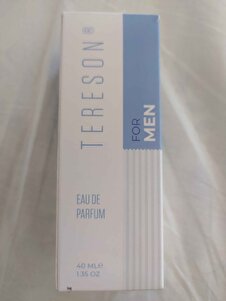 TERESON
FOR
MEN
EAU DE
PARFUM
40 ML℮
1.35 OZ